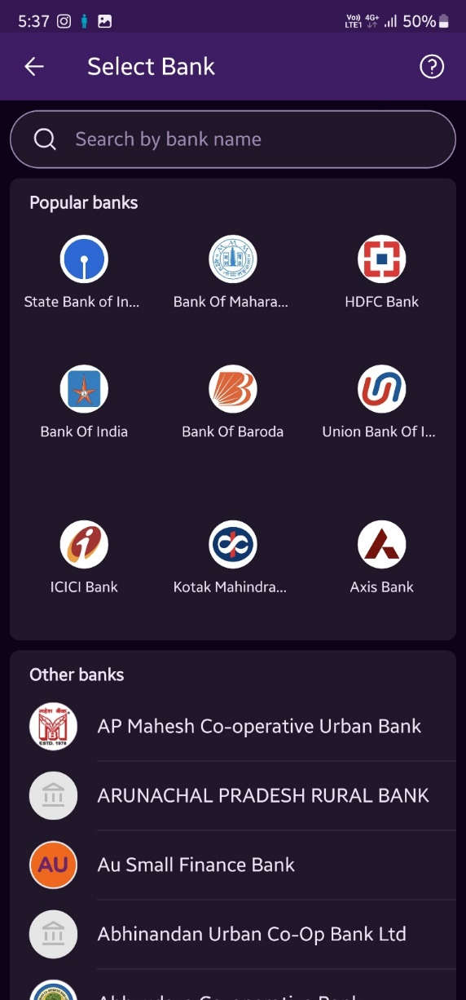 5:37
Vo)) 4G+
LTE1
50%
Select Bank
Search by bank name
Popular banks
State Bank of In...
Bank Of Mahara...
HDFC Bank
Bank Of India
Bank Of Baroda
Union Bank Of I...
ICICI Bank
Kotak Mahindra...
Axis Bank
Other banks
महेश बैंक
ESTD. 1978
AP Mahesh Co-operative Urban Bank
ARUNACHAL PRADESH RURAL BANK
AU
Au Small Finance Bank
Abhinandan Urban Co-Op Bank Ltd